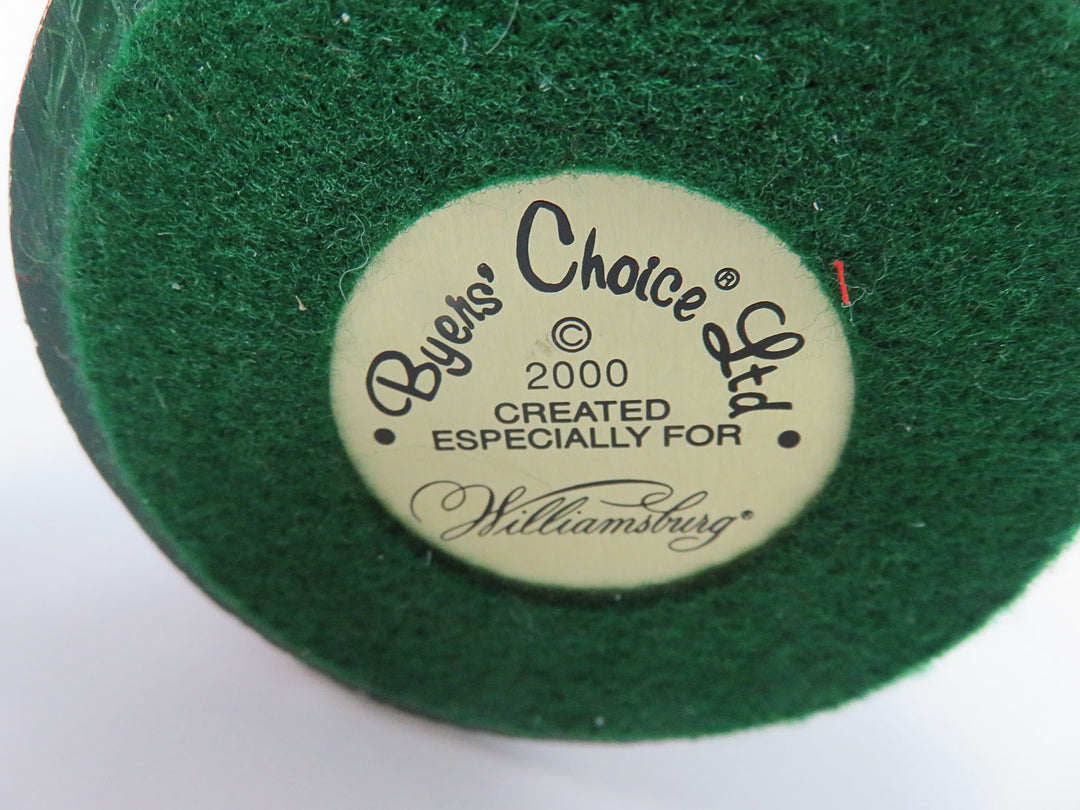 Byers' Choice® Ltd
©
2000
CREATED
• ESPECIALLY FOR •
Williamsburg®